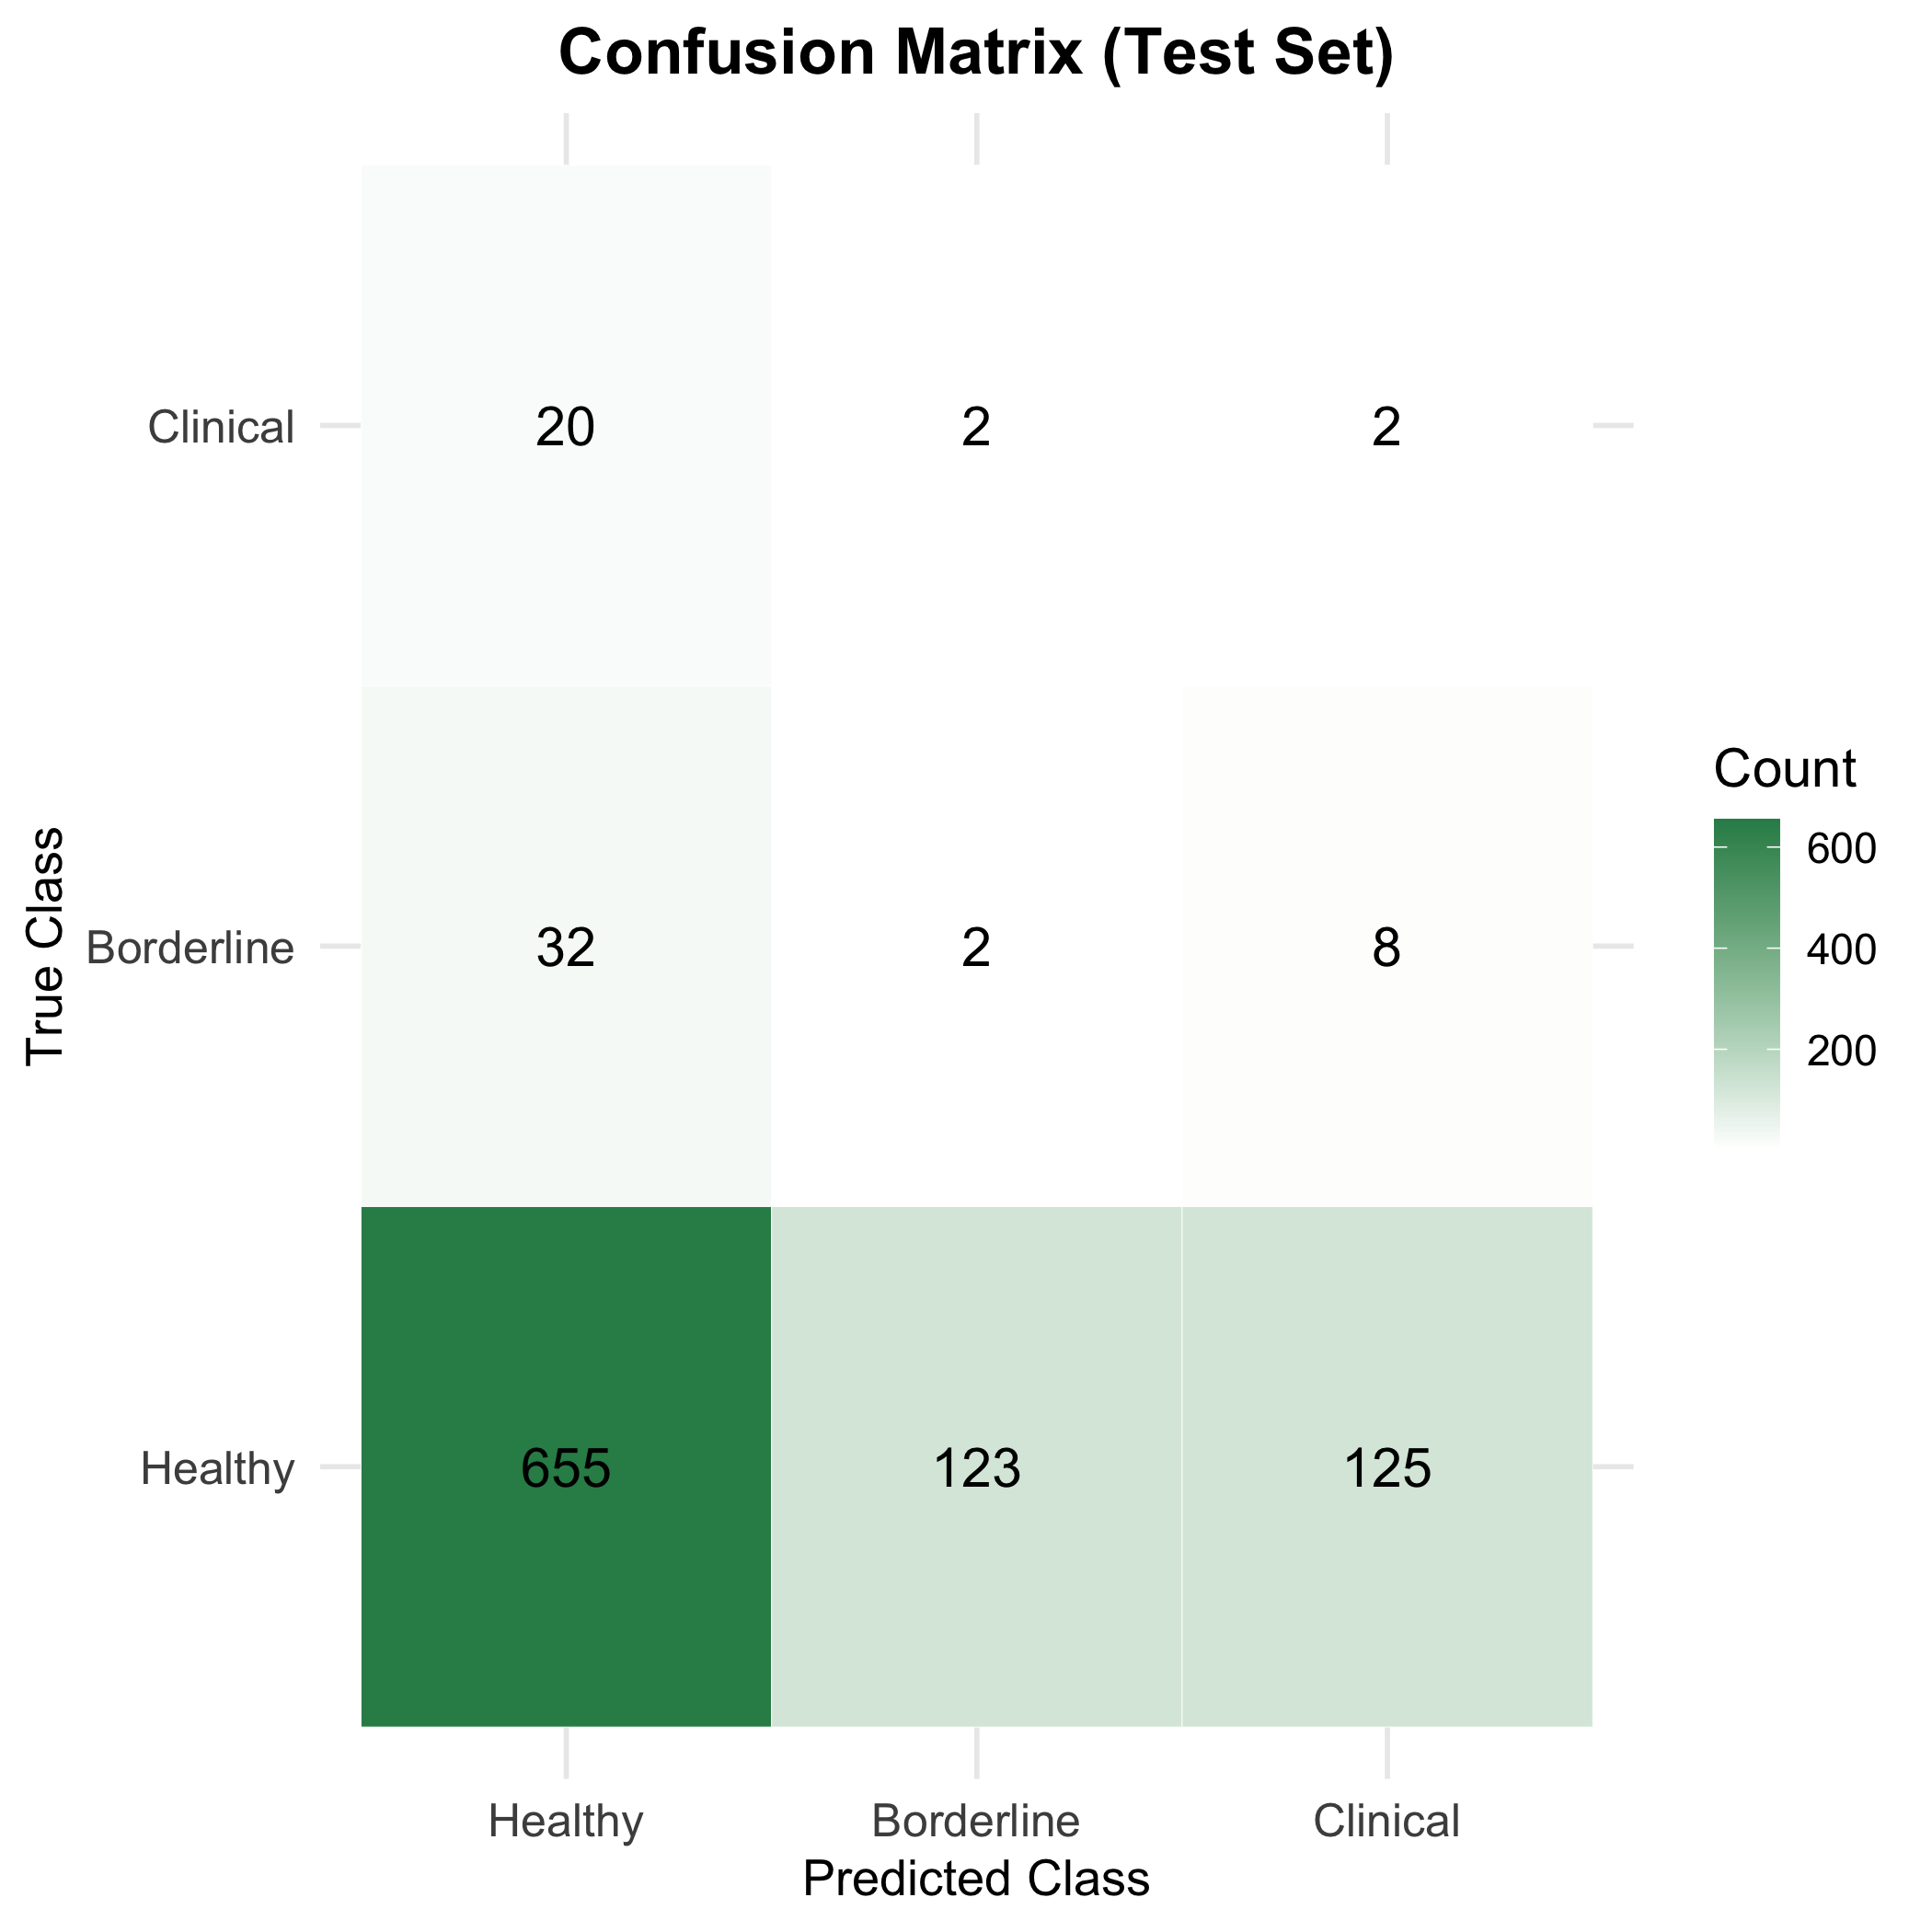 Confusion Matrix (Test Set)
True Class
Clinical
20 2 2
Borderline
32 2 8
Healthy
655 123 125
Healthy Borderline Clinical
Predicted Class
Count
600
400
200